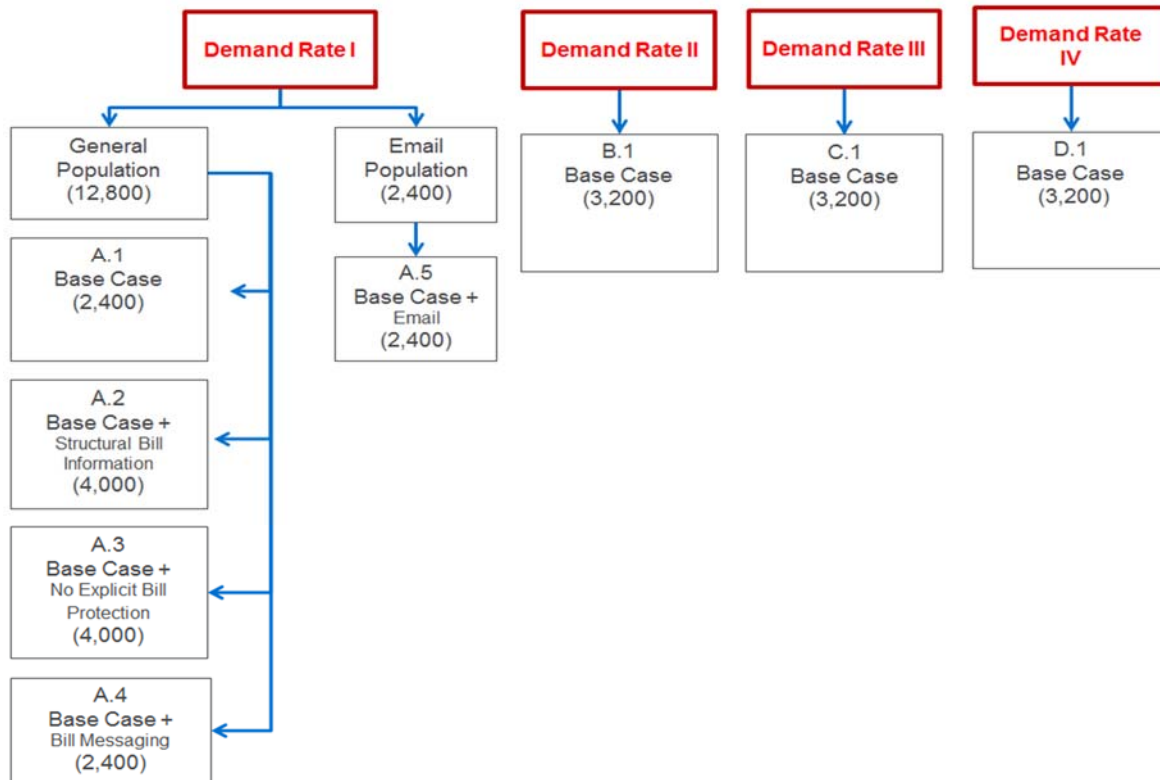 Demand Rate I
Demand Rate II
Demand Rate III
Demand Rate
IV
General
Population
(12,800)
Email
Population
(2,400)
B.1
Base Case
(3,200)
C.1
Base Case
(3,200)
D.1
Base Case
(3,200)
A.1
Base Case
(2,400)
A.5
Base Case +
Email
(2,400)
A.2
Base Case +
Structural Bill
Information
(4,000)
A.3
Base Case +
No Explicit Bill
Protection
(4,000)
A.4
Base Case +
Bill Messaging
(2,400)